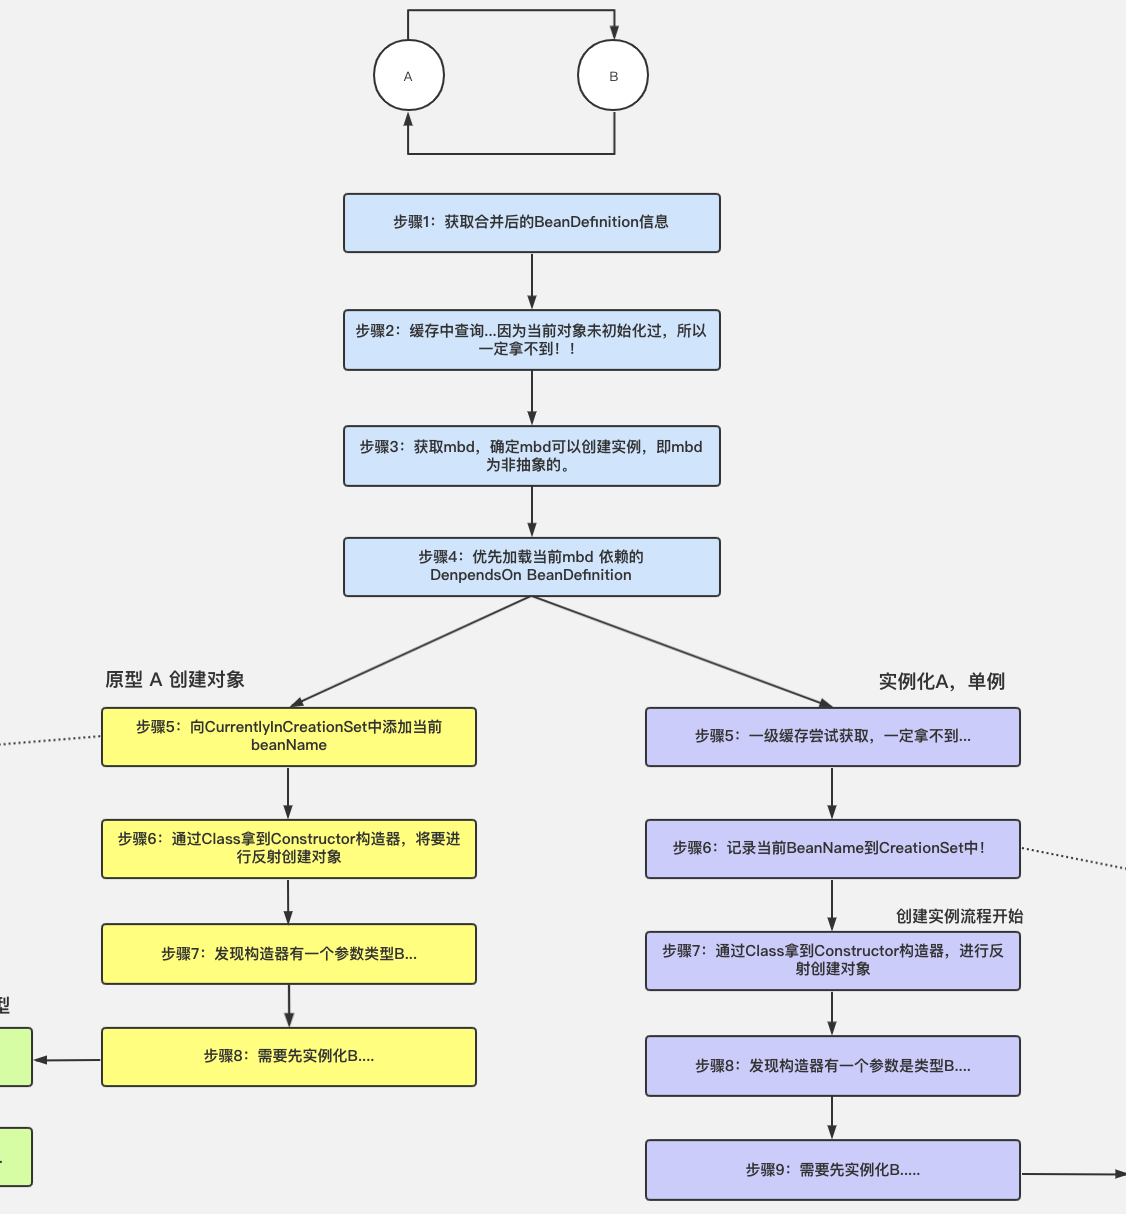 A
B
步骤1：获取合并后的BeanDefinition信息
步骤2：缓存中查询...因为当前对象未初始化过，所以
一定拿不到！！
步骤3：获取mbd，确定mbd可以创建实例，即mbd
为非抽象的。
步骤4：优先加载当前mbd 依赖的
DenpendsOn BeanDefinition
原型 A 创建对象
步骤5：向CurrentlyInCreationSet中添加当前
beanName
步骤6：通过Class拿到Constructor构造器，将要进
行反射创建对象
步骤7：发现构造器有一个参数类型B...
步骤8：需要先实例化B....
型
.
实例化A，单例
步骤5：一级缓存尝试获取，一定拿不到...
步骤6：记录当前BeanName到CreationSet中！
创建实例流程开始
步骤7：通过Class拿到Constructor构造器，进行反
射创建对象
步骤8：发现构造器有一个参数是类型B....
步骤9：需要先实例化B.....